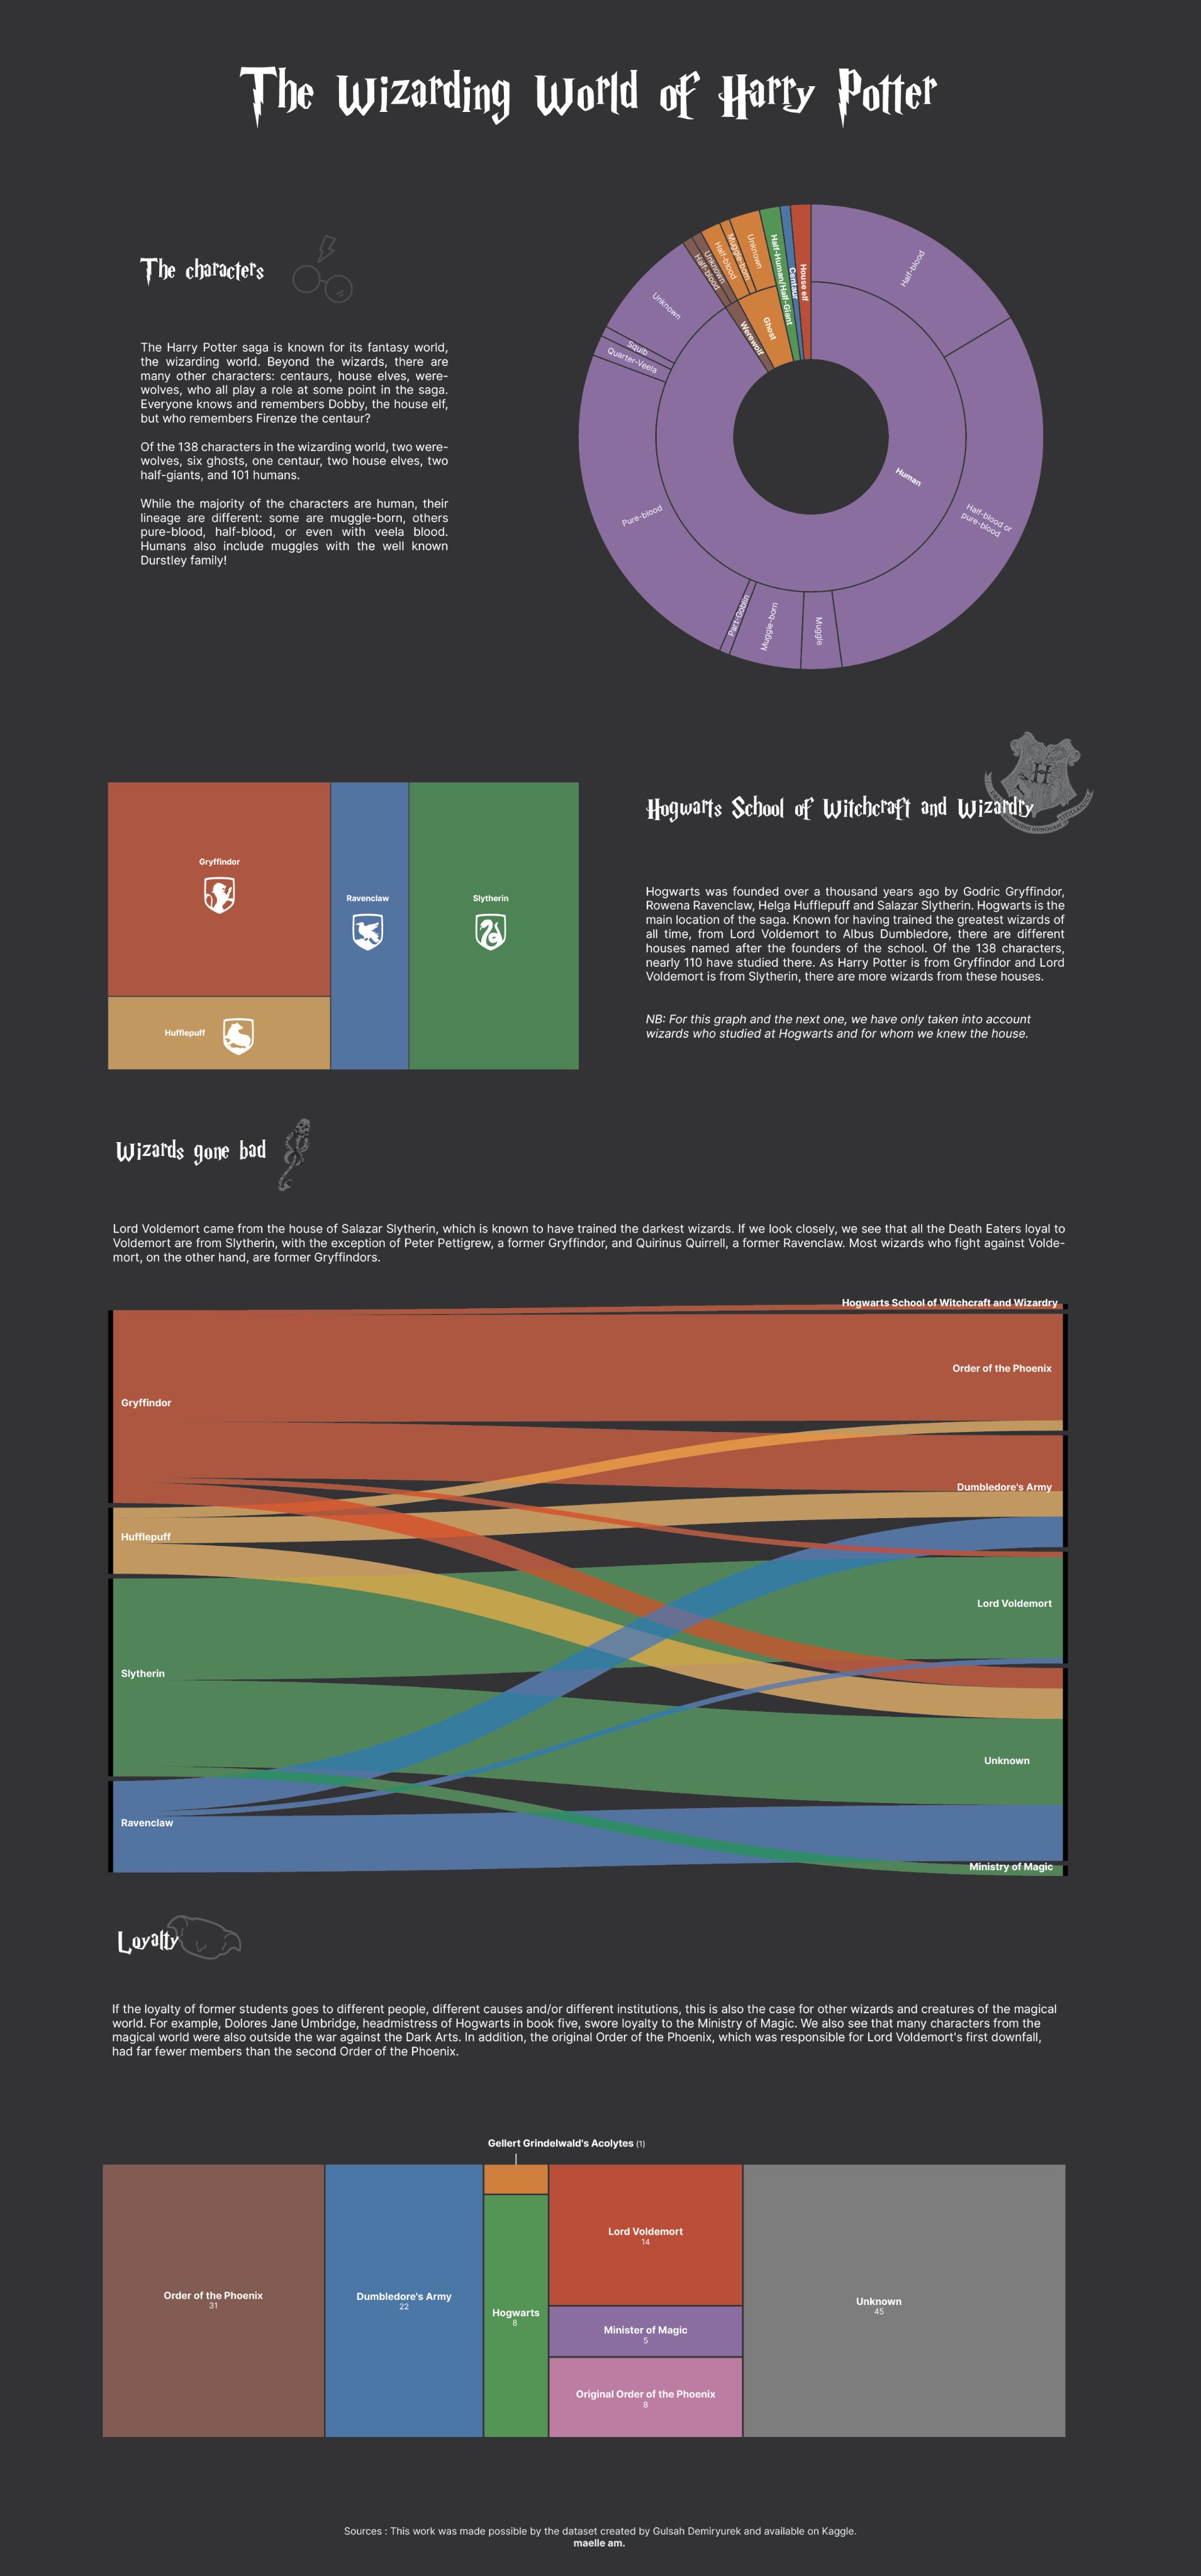 The Wizarding World of Harry Potter
The characters
The Harry Potter saga is known for its fantasy world,
the wizarding world. Beyond the wizards, there are
many other characters: centaurs, house elves, were-
wolves, who all play a role at some point in the saga.
Everyone knows and remembers Dobby, the house elf,
but who remembers Firenze the centaur?
Of the 138 characters in the wizarding world, two were-
wolves, six ghosts, one centaur, two house elves, two
half-giants, and 101 humans.
While the majority of the characters are human, their
lineage are different: some are muggle-born, others
pure-blood, half-blood, or even with veela blood.
Humans also include muggles with the well known
Durstley family!
House elf
Centaur
Half-Human/Half-Giant
Unknown
Muggle-born
Half-blood
Ghost
Unknown
Half-blood
Werewolf
Unknown
Squib
Quarter-Veela
Pure-blood
Part-Goblin
Muggle-born
Muggle
Half-blood or
pure-blood
Half-blood
Human
Gryffindor
Ravenclaw
Slytherin
Hufflepuff
H
Hogwarts School of Witchcraft and Wizardry
Hogwarts was founded over a thousand years ago by Godric Gryffindor,
Rowena Ravenclaw, Helga Hufflepuff and Salazar Slytherin. Hogwarts is the
main location of the saga. Known for having trained the greatest wizards of
all time, from Lord Voldemort to Albus Dumbledore, there are different
houses named after the founders of the school. Of the 138 characters,
nearly 110 have studied there. As Harry Potter is from Gryffindor and Lord
Voldemort is from Slytherin, there are more wizards from these houses.
NB: For this graph and the next one, we have only taken into account
wizards who studied at Hogwarts and for whom we knew the house.
Wizards gone bad
Lord Voldemort came from the house of Salazar Slytherin, which is known to have trained the darkest wizards. If we look closely, we see that all the Death Eaters loyal to
Voldemort are from Slytherin, with the exception of Peter Pettigrew, a former Gryffindor, and Quirinus Quirrell, a former Ravenclaw. Most wizards who fight against Volde-
mort, on the other hand, are former Gryffindors.
Hogwarts School of Witchcraft and Wizardry
Order of the Phoenix
Gryffindor
Dumbledore's Army
Hufflepuff
Lord Voldemort
Slytherin
Unknown
Ravenclaw
Ministry of Magic
Loyalty
If the loyalty of former students goes to different people, different causes and/or different institutions, this is also the case for other wizards and creatures of the magical
world. For example, Dolores Jane Umbridge, headmistress of Hogwarts in book five, swore loyalty to the Ministry of Magic. We also see that many characters from the
magical world were also outside the war against the Dark Arts. In addition, the original Order of the Phoenix, which was responsible for Lord Voldemort's first downfall,
had far fewer members than the second Order of the Phoenix.
Gellert Grindelwald's Acolytes (1)
Order of the Phoenix
31
Dumbledore's Army
22
Hogwarts
8
Lord Voldemort
14
Minister of Magic
5
Original Order of the Phoenix
8
Unknown
45
Sources : This work was made possible by the dataset created by Gulsah Demiryurek and available on Kaggle.
maelle am.